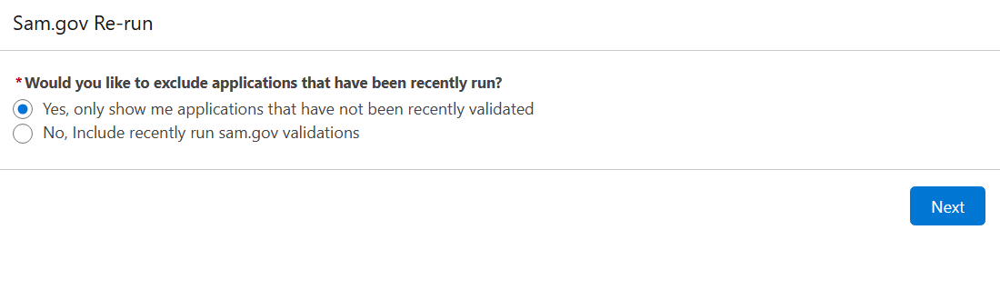 Sam.gov Re-run
*Would you like to exclude applications that have been recently run?
Yes, only show me applications that have not been recently validated
No, Include recently run sam.gov validations
Next